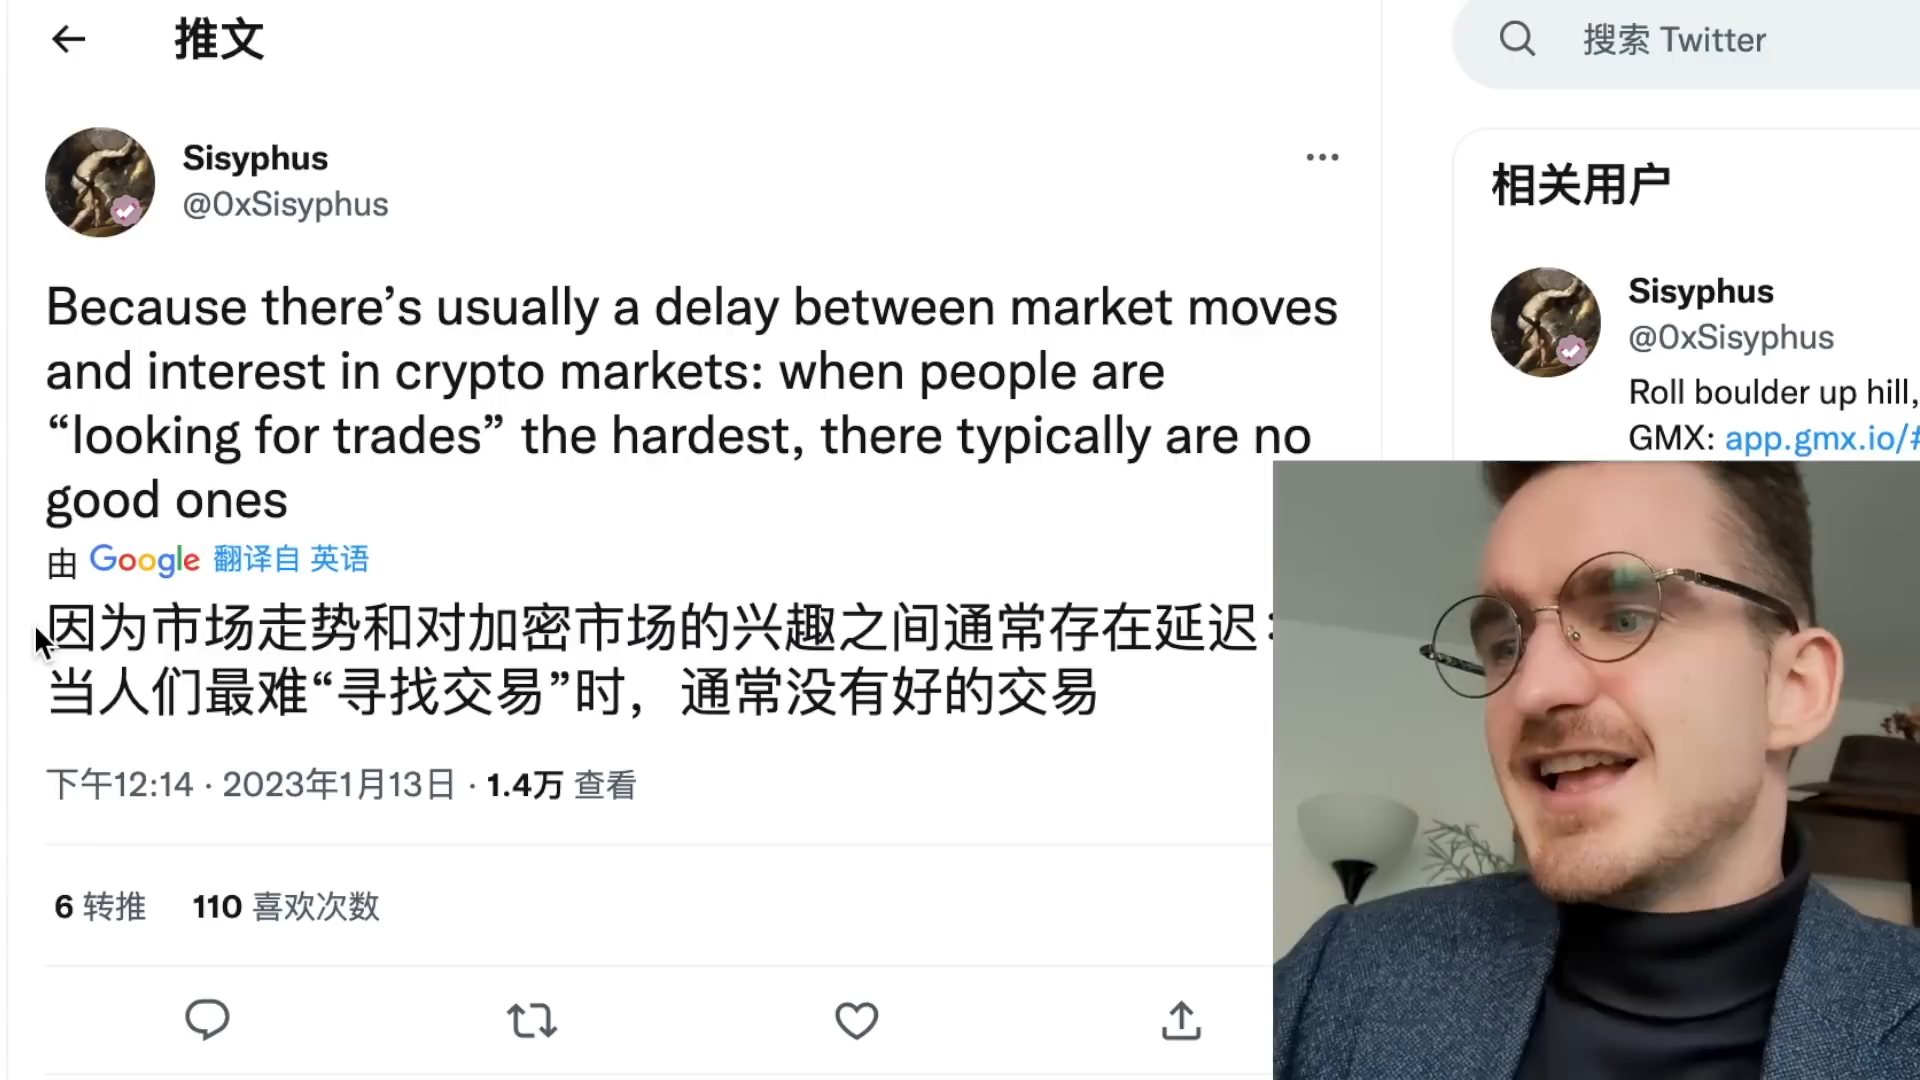 推文
搜索 Twitter
Sisyphus
@0xSisyphus
Because there’s usually a delay between market moves
and interest in crypto markets: when people are
“looking for trades” the hardest, there typically are no
good ones
由 Google 翻译自 英语
因为市场走势和对加密市场的兴趣之间通常存在延迟：
当人们最难“寻找交易”时，通常没有好的交易
下午12:14 · 2023年1月13日 · 1.4万 查看
6 转推 110 喜欢次数
相关用户
Sisyphus
@0xSisyphus
Roll boulder up hill,
GMX: app.gmx.io/#